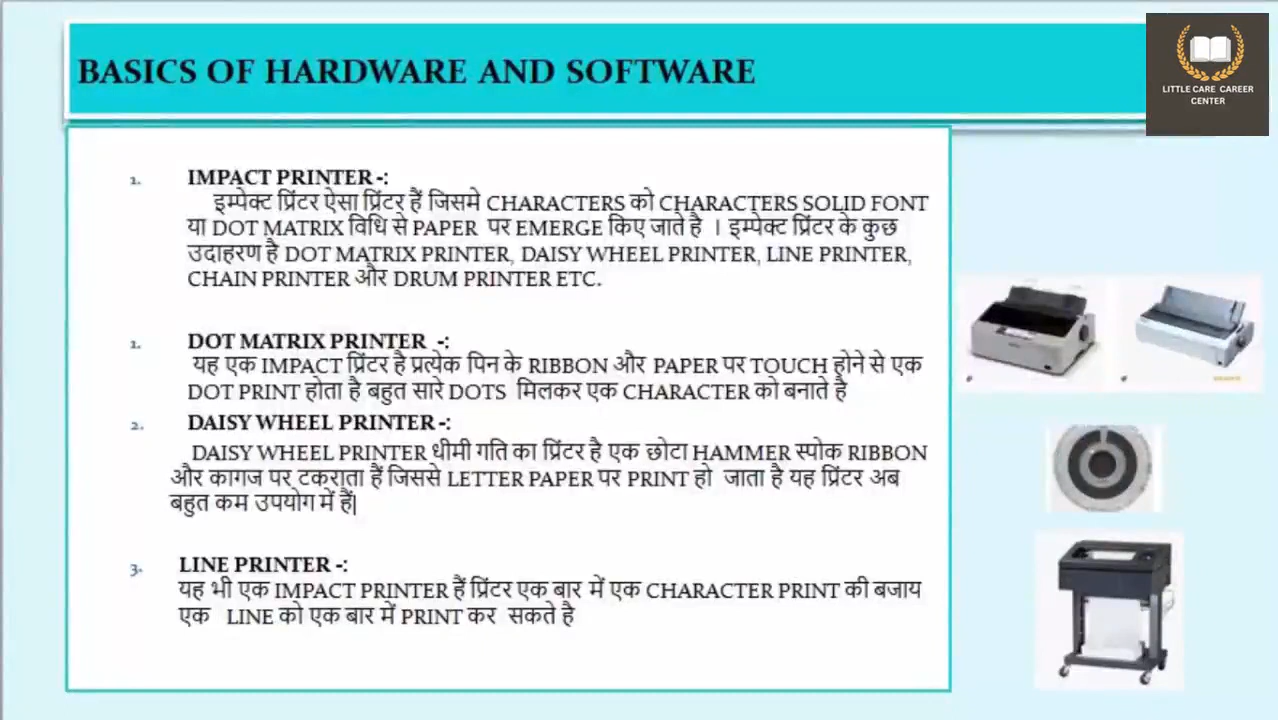 BASICS OF HARDWARE AND SOFTWARE
LITTLE CARE CAREER
CENTER
1. IMPACT PRINTER -:
इम्पेक्ट प्रिंटर ऐसा प्रिंटर हैं जिसमे CHARACTERS को CHARACTERS SOLID FONT
या DOT MATRIX विधि से PAPER पर EMERGE किए जाते है । इम्पेक्ट प्रिंटर के कुछ
उदाहरण है DOT MATRIX PRINTER, DAISY WHEEL PRINTER, LINE PRINTER,
CHAIN PRINTER और DRUM PRINTER ETC.
1. DOT MATRIX PRINTER -:
यह एक IMPACT प्रिंटर है प्रत्येक पिन के RIBBON और PAPER पर TOUCH होने से एक
DOT PRINT होता है बहुत सारे DOTS मिलकर एक CHARACTER को बनाते है
2. DAISY WHEEL PRINTER -:
DAISY WHEEL PRINTER धीमी गति का प्रिंटर है एक छोटा HAMMER स्पोक RIBBON
और कागज पर टकराता हैं जिससे LETTER PAPER पर PRINT हो जाता है यह प्रिंटर अब
बहुत कम उपयोग में हैं|
3. LINE PRINTER -:
यह भी एक IMPACT PRINTER हैं प्रिंटर एक बार में एक CHARACTER PRINT की बजाय
एक LINE को एक बार में PRINT कर सकते है